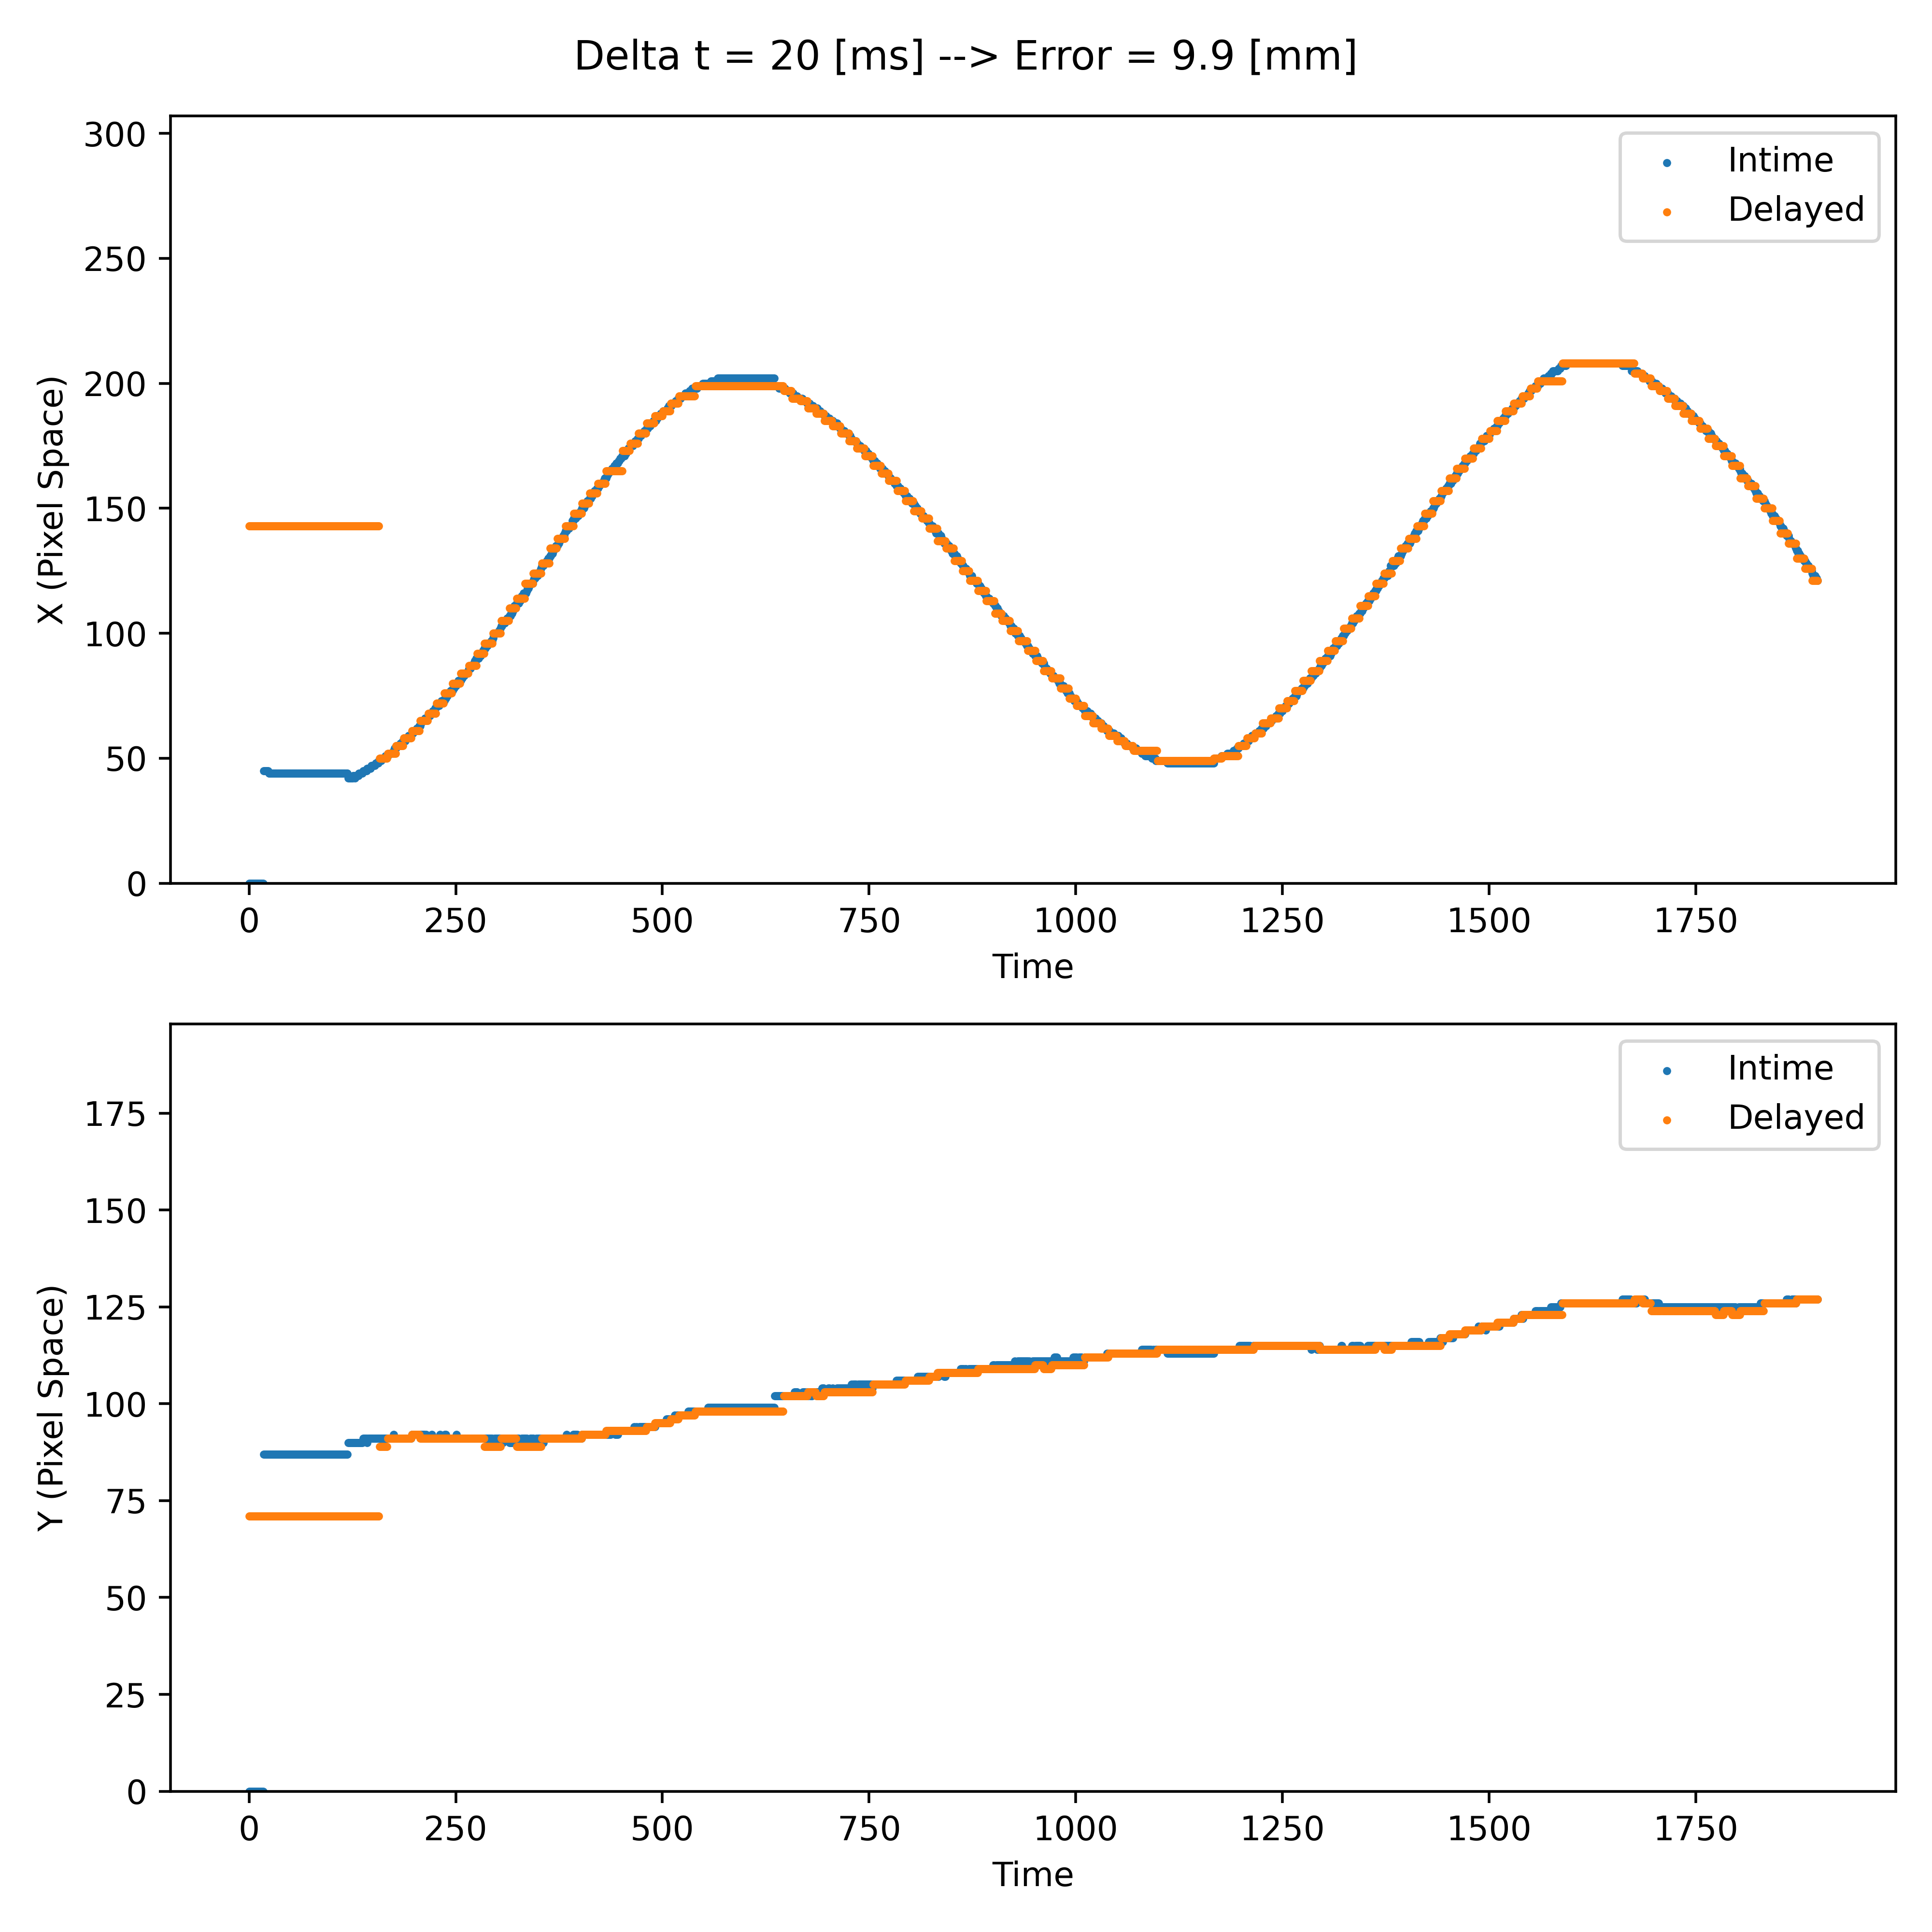 Delta t = 20 [ms] --> Error = 9.9 [mm]
300
250
200
150
100
50
0
X (Pixel Space)
Intime
Delayed
0 250 500 750 1000 1250 1500 1750
Time
175
150
125
100
75
50
25
0
Y (Pixel Space)
Intime
Delayed
0 250 500 750 1000 1250 1500 1750
Time